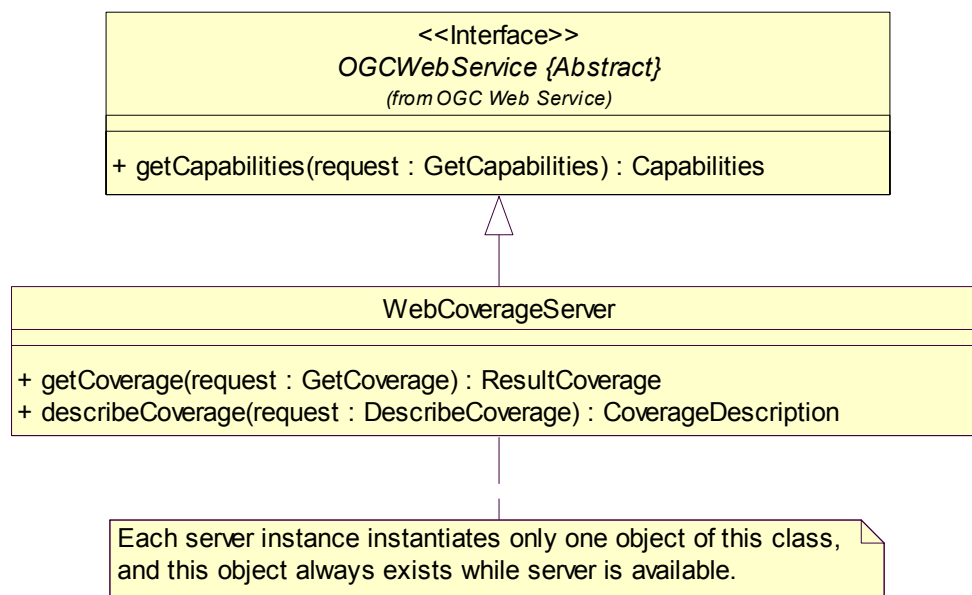 <<Interface>>
OGCWebService {Abstract}
(from OGC Web Service)
+ getCapabilities(request : GetCapabilities) : Capabilities
WebCoverageServer
+ getCoverage(request : GetCoverage) : ResultCoverage
+ describeCoverage(request : DescribeCoverage) : CoverageDescription
Each server instance instantiates only one object of this class,
and this object always exists while server is available.